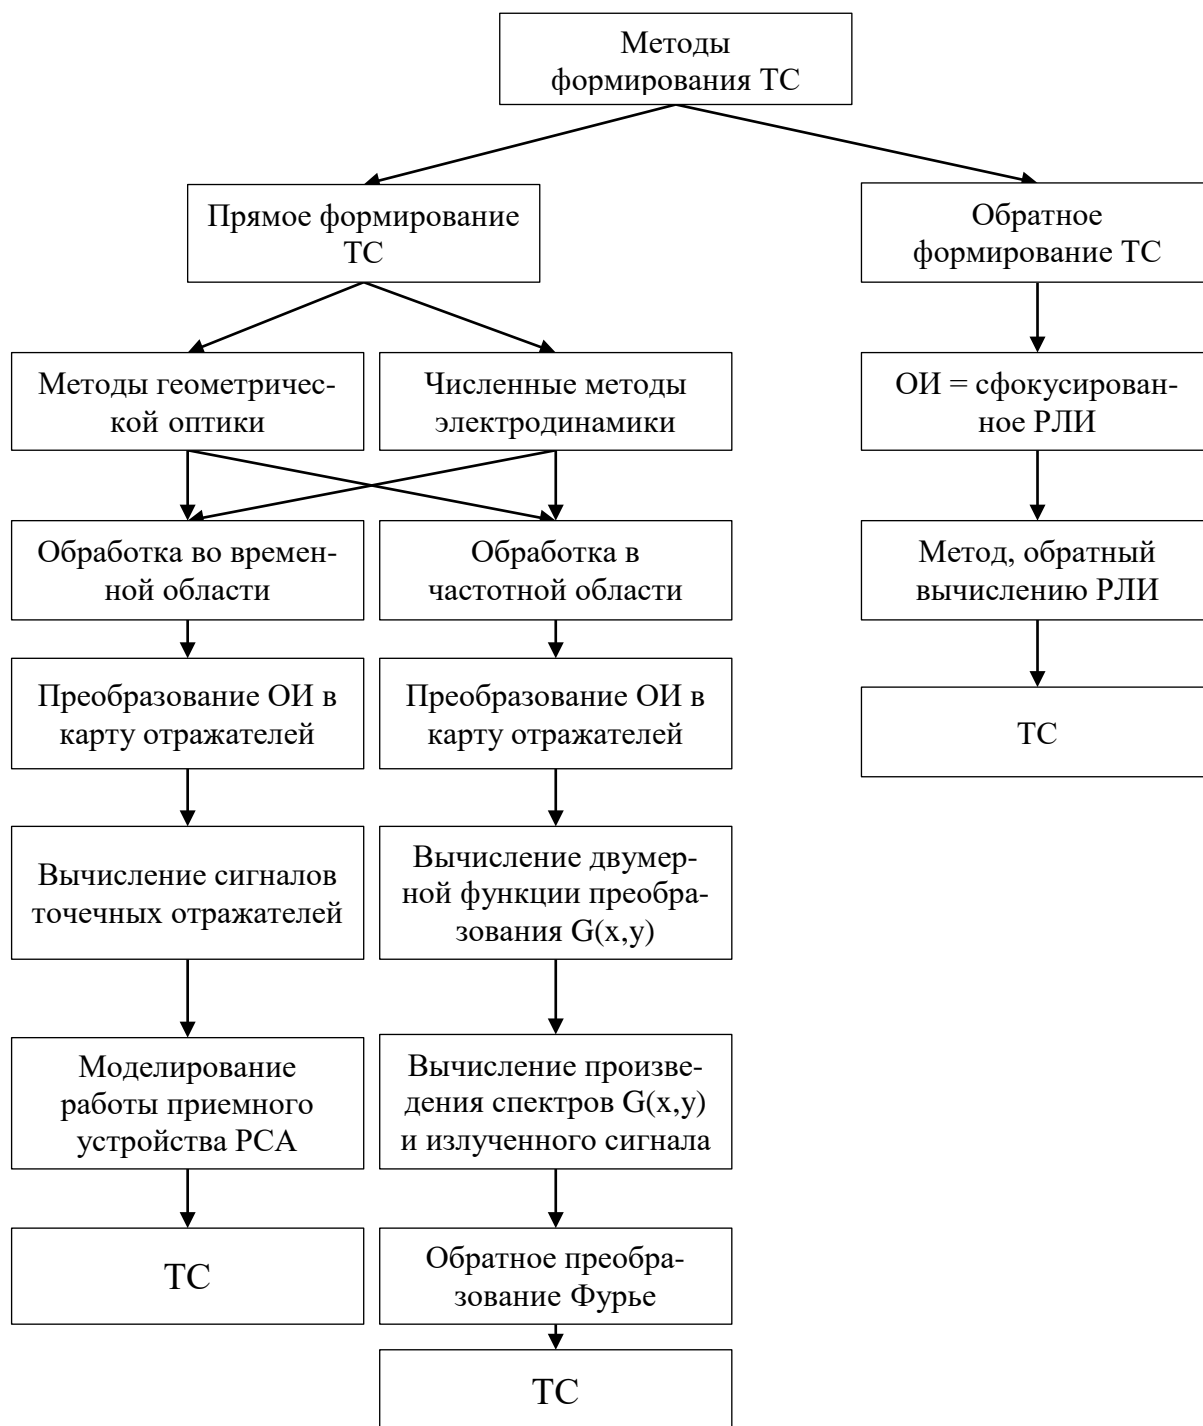 Методы
формирования ТС
Прямое формирование
ТС
Обратное
формирование ТС
Методы геометричес-
кой оптики
Численные методы
электродинамики
ОИ = сфокусирован-
ное РЛИ
Обработка во времен-
ной области
Обработка в
частотной области
Метод, обратный
вычислению РЛИ
Преобразование ОИ в
карту отражателей
Преобразование ОИ в
карту отражателей
ТС
Вычисление сигналов
точечных отражателей
Вычисление двумер-
ной функции преобра-
зования G(x,y)
Моделирование
работы приемного
устройства РСА
Вычисление произве-
дения спектров G(x,y)
и излученного сигнала
ТС
Обратное преобра-
зование Фурье
ТС